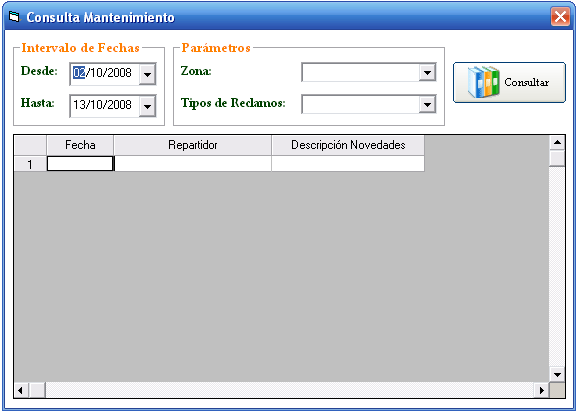 Consulta Mantenimiento
Intervalo de Fechas
Desde: 02/10/2008
Hasta: 13/10/2008
Parámetros
Zona:
Tipos de Reclamos:
Consultar
Fecha Repartidor Descripción Novedades
1